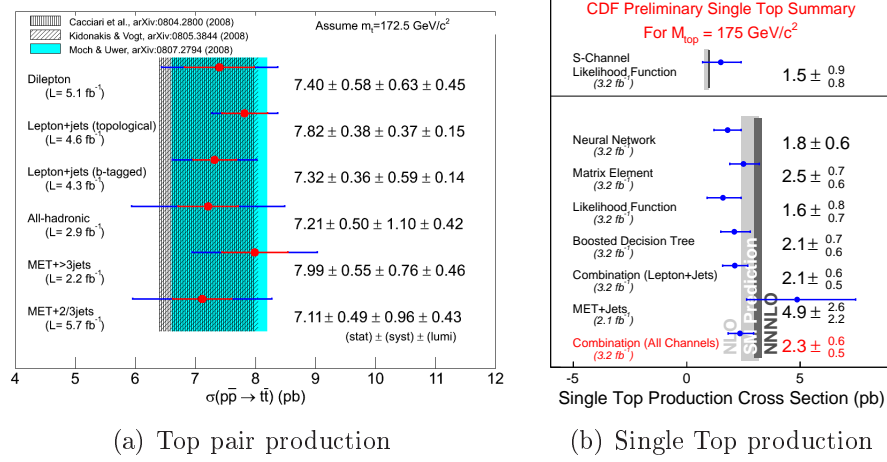 Cacciari et al., arXiv:0804.2800 (2008)
Kidonakis & Vogt, arXiv:0805.3844 (2008)
Moch & Uwer, arXiv:0807.2794 (2008)
Assume mt=172.5 GeV/c²
Dilepton
(L= 5.1 fb⁻¹)
7.40 ± 0.58 ± 0.63 ± 0.45
Lepton+jets (topological)
(L= 4.6 fb⁻¹)
7.82 ± 0.38 ± 0.37 ± 0.15
Lepton+jets (b-tagged)
(L= 4.3 fb⁻¹)
7.32 ± 0.36 ± 0.59 ± 0.14
All-hadronic
(L= 2.9 fb⁻¹)
7.21 ± 0.50 ± 1.10 ± 0.42
MET+>3jets
(L= 2.2 fb⁻¹)
7.99 ± 0.55 ± 0.76 ± 0.46
MET+2/3jets
(L= 5.7 fb⁻¹)
7.11 ± 0.49 ± 0.96 ± 0.43
(stat) ± (syst) ± (lumi)
4 5 6 7 8 9 10 11 12
σ(pp̅ → tt̅) (pb)
(a) Top pair production
CDF Preliminary Single Top Summary
For Mtop = 175 GeV/c²
S-Channel
Likelihood Function
(3.2 fb⁻¹)
1.5 ± 0.9
0.8
Neural Network
(3.2 fb⁻¹)
1.8 ± 0.6
Matrix Element
(3.2 fb⁻¹)
2.5 ± 0.7
0.6
Likelihood Function
(3.2 fb⁻¹)
1.6 ± 0.8
0.7
Boosted Decision Tree
(3.2 fb⁻¹)
2.1 ± 0.7
0.6
Combination (Lepton+Jets)
(3.2 fb⁻¹)
2.1 ± 0.6
0.5
MET+Jets
(2.1 fb⁻¹)
4.9 ± 2.6
2.2
Combination (All Channels)
(3.2 fb⁻¹)
2.3 ± 0.6
0.5
NLO
SM Prediction
NNNLO
-5 0 5
Single Top Production Cross Section (pb)
(b) Single Top production